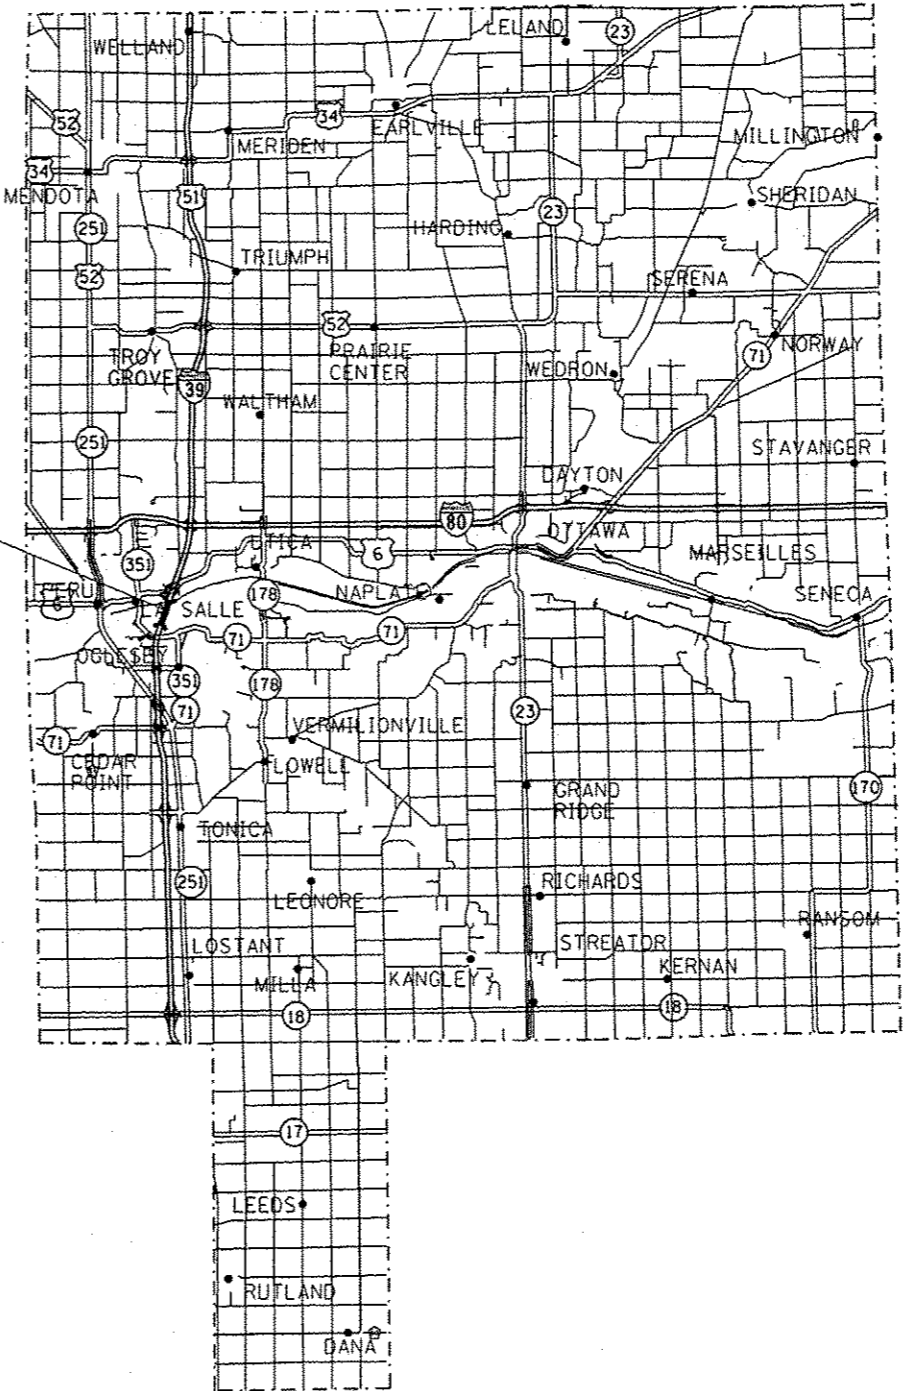 WELLAND
LELAND
23
52
34
EARLVILLE
MERIDEN
MILLINGTON
34
MENDOTA
51
SHERIDAN
251
23
HARDING
TRIUMPH
52
SERENA
52
TROY
GROVE
PRAIRIE
CENTER
71
NORWAY
WEDRON
39
WALTHAM
251
STAVANGER
DAYTON
80
OTTAWA
UTICA
6
MARSEILLES
351
PERU
6
LA SALLE
178
NAPLATE
SENECA
71
71
OGLESBY
351
178
71
23
71
VERMILIONVILLE
CEDAR
POINT
LOWELL
170
GRAND
RIDGE
TONICA
251
LEONORE
RICHARDS
RANSOM
LOSTANT
STREATOR
MILLA
KANGLEY
KERNAN
18
18
17
LEEDS
RUTLAND
DANA